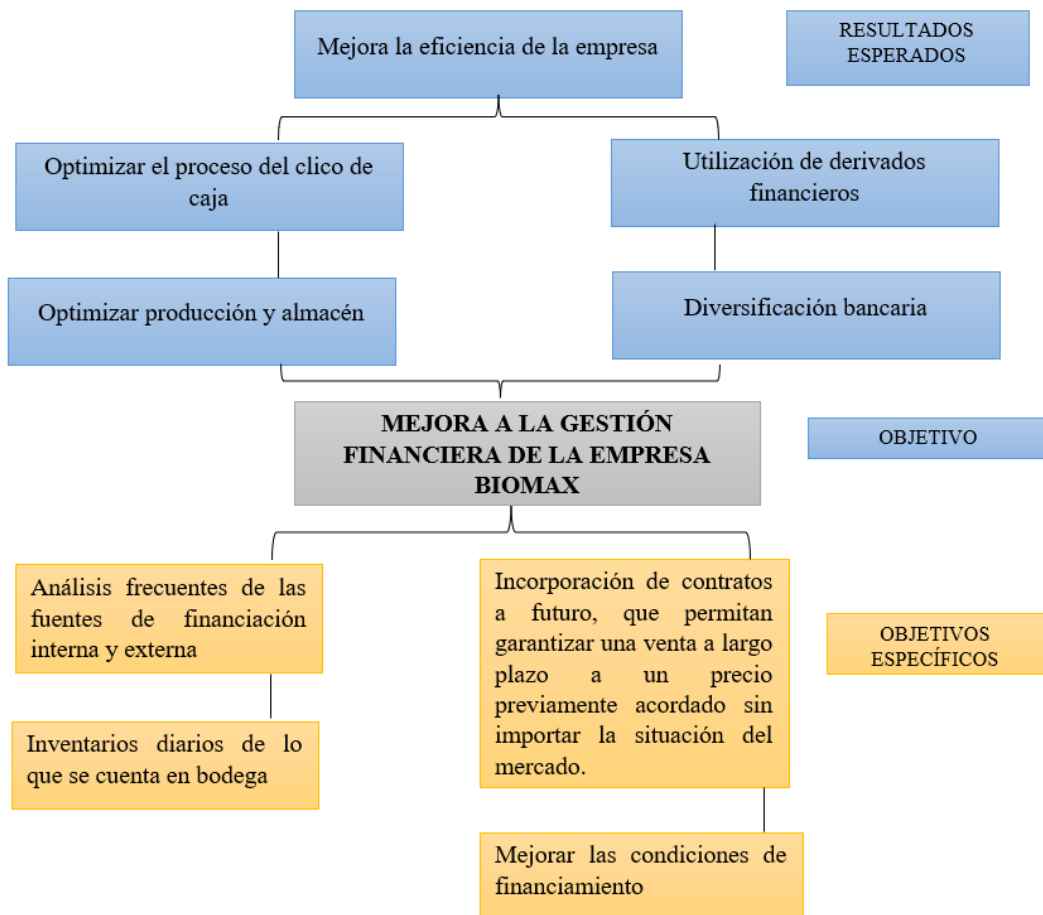 Mejora la eficiencia de la empresa
RESULTADOS
ESPERADOS
Optimizar el proceso del clico de
caja
Utilización de derivados
financieros
Optimizar producción y almacén
Diversificación bancaria
MEJORA A LA GESTIÓN
FINANCIERA DE LA EMPRESA
BIOMAX
OBJETIVO
Análisis frecuentes de las
fuentes de financiación
interna y externa
Incorporación de contratos
a futuro, que permitan
garantizar una venta a largo
plazo a un precio
previamente acordado sin
importar la situación del
mercado.
OBJETIVOS
ESPECÍFICOS
Inventarios diarios de lo
que se cuenta en bodega
Mejorar las condiciones de
financiamiento